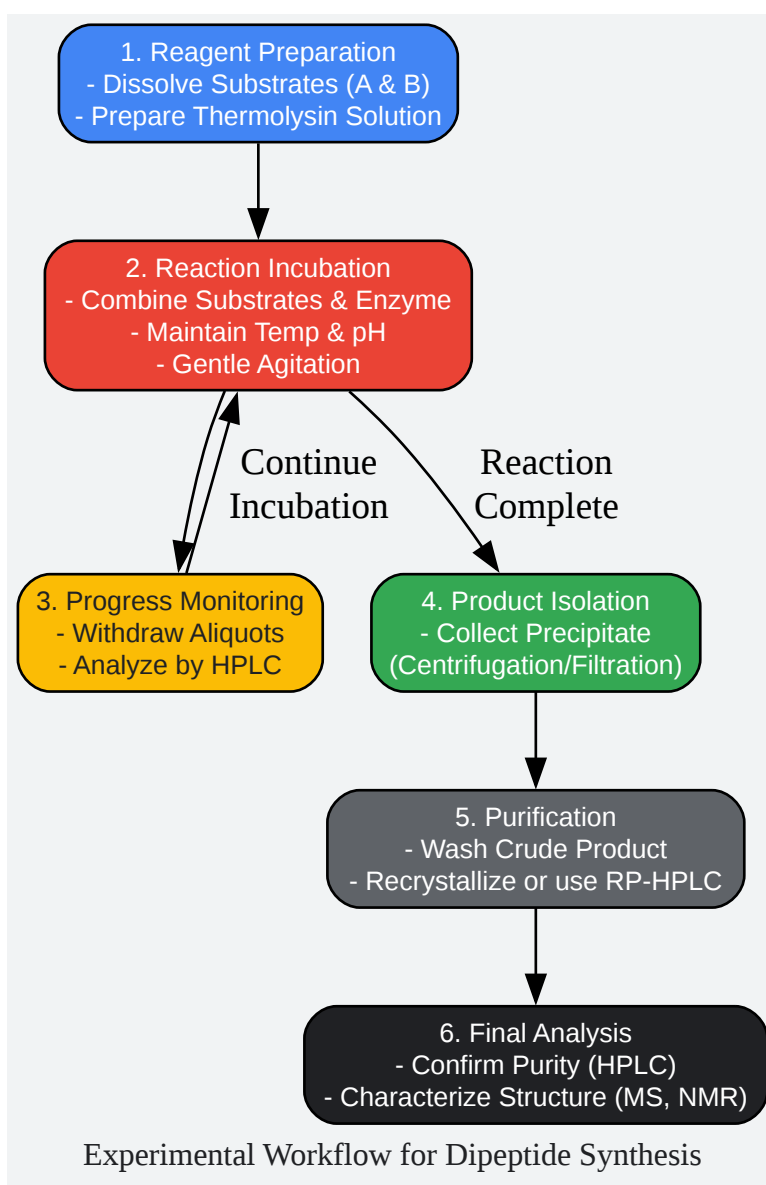 1. Reagent Preparation
- Dissolve Substrates (A & B)
- Prepare Thermolysin Solution
2. Reaction Incubation
- Combine Substrates & Enzyme
- Maintain Temp & pH
- Gentle Agitation
Continue
Incubation
Reaction
Complete
3. Progress Monitoring
- Withdraw Aliquots
- Analyze by HPLC
4. Product Isolation
- Collect Precipitate
(Centrifugation/Filtration)
5. Purification
- Wash Crude Product
- Recrystallize or use RP-HPLC
6. Final Analysis
- Confirm Purity (HPLC)
- Characterize Structure (MS, NMR)
Experimental Workflow for Dipeptide Synthesis